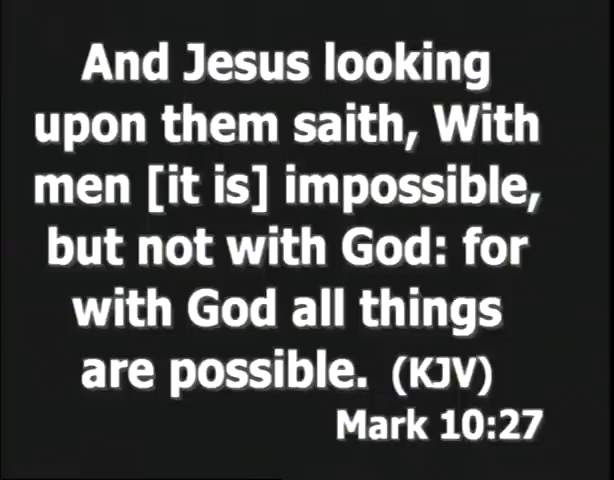 And Jesus looking
upon them saith, With
men [it is] impossible,
but not with God: for
with God all things
are possible. (KJV)
Mark 10:27